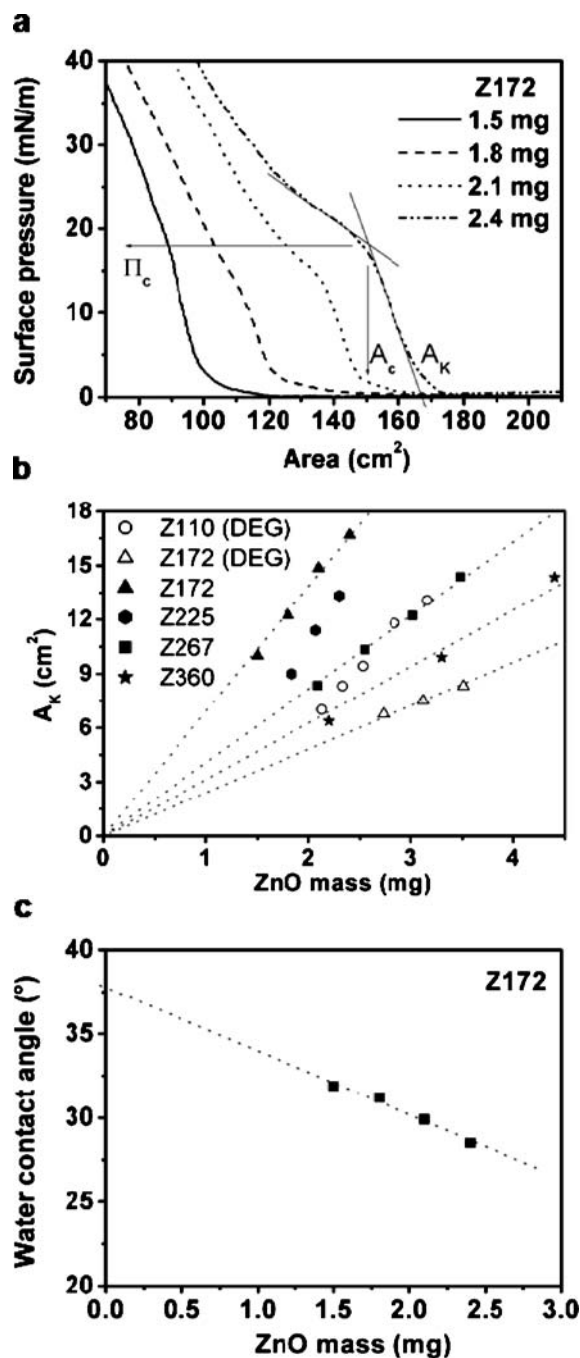 a
Z172
1.5 mg
1.8 mg
2.1 mg
2.4 mg
Πc
Ac
AK
Surface pressure (mN/m)
40
30
20
10
0
80 100 120 140 160 180 200
Area (cm²)
b
Z110 (DEG)
Z172 (DEG)
Z172
Z225
Z267
Z360
AK (cm²)
18
15
12
9
6
3
0
0 1 2 3 4
ZnO mass (mg)
c
Z172
Water contact angle (°)
40
35
30
25
20
0.0 0.5 1.0 1.5 2.0 2.5 3.0
ZnO mass (mg)